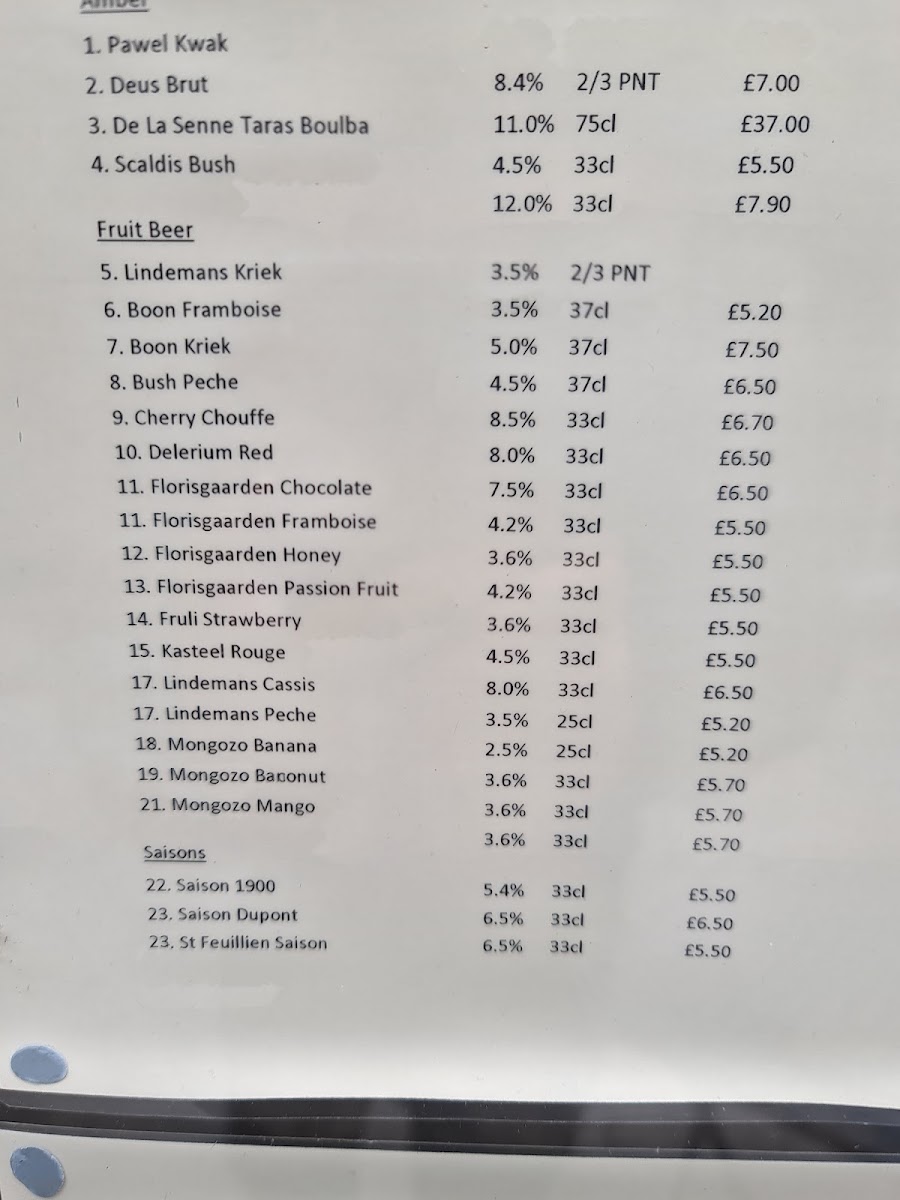 Amber
1. Pawel Kwak
2. Deus Brut 8.4% 2/3 PNT £7.00
3. De La Senne Taras Boulba 11.0% 75cl £37.00
4. Scaldis Bush 4.5% 33cl £5.50
12.0% 33cl £7.90
Fruit Beer
5. Lindemans Kriek 3.5% 2/3 PNT
6. Boon Framboise 3.5% 37cl £5.20
7. Boon Kriek 5.0% 37cl £7.50
8. Bush Peche 4.5% 37cl £6.50
9. Cherry Chouffe 8.5% 33cl £6.70
10. Delerium Red 8.0% 33cl £6.50
11. Florisgaarden Chocolate 7.5% 33cl £6.50
11. Florisgaarden Framboise 4.2% 33cl £5.50
12. Florisgaarden Honey 3.6% 33cl £5.50
13. Florisgaarden Passion Fruit 4.2% 33cl £5.50
14. Fruli Strawberry 3.6% 33cl £5.50
15. Kasteel Rouge 4.5% 33cl £5.50
17. Lindemans Cassis 8.0% 33cl £6.50
17. Lindemans Peche 3.5% 25cl £5.20
18. Mongozo Banana 2.5% 25cl £5.20
19. Mongozo Baconut 3.6% 33cl £5.70
21. Mongozo Mango 3.6% 33cl £5.70
3.6% 33cl £5.70
Saisons
22. Saison 1900 5.4% 33cl £5.50
23. Saison Dupont 6.5% 33cl £6.50
23. St Feuillien Saison 6.5% 33cl £5.50